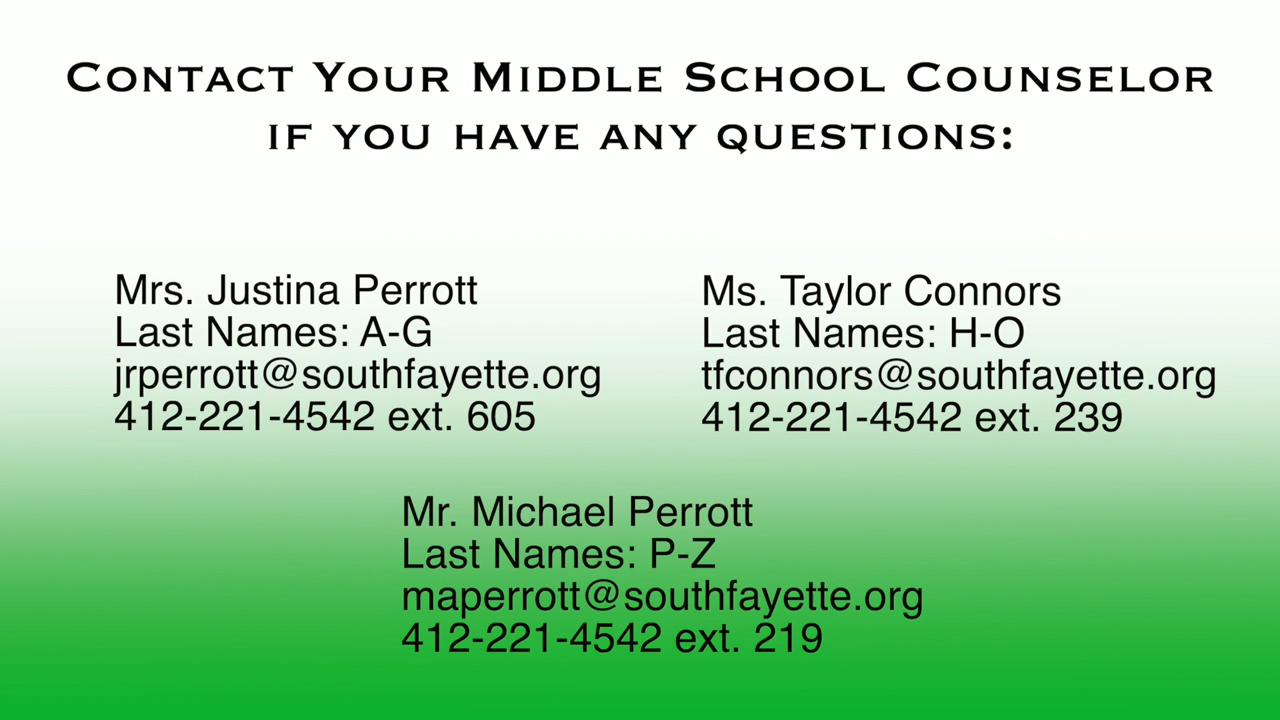 Contact Your Middle School Counselor
if you have any questions:
Mrs. Justina Perrott
Last Names: A-G
jrperrott@southfayette.org
412-221-4542 ext. 605
Ms. Taylor Connors
Last Names: H-O
tfconnors@southfayette.org
412-221-4542 ext. 239
Mr. Michael Perrott
Last Names: P-Z
maperrott@southfayette.org
412-221-4542 ext. 219